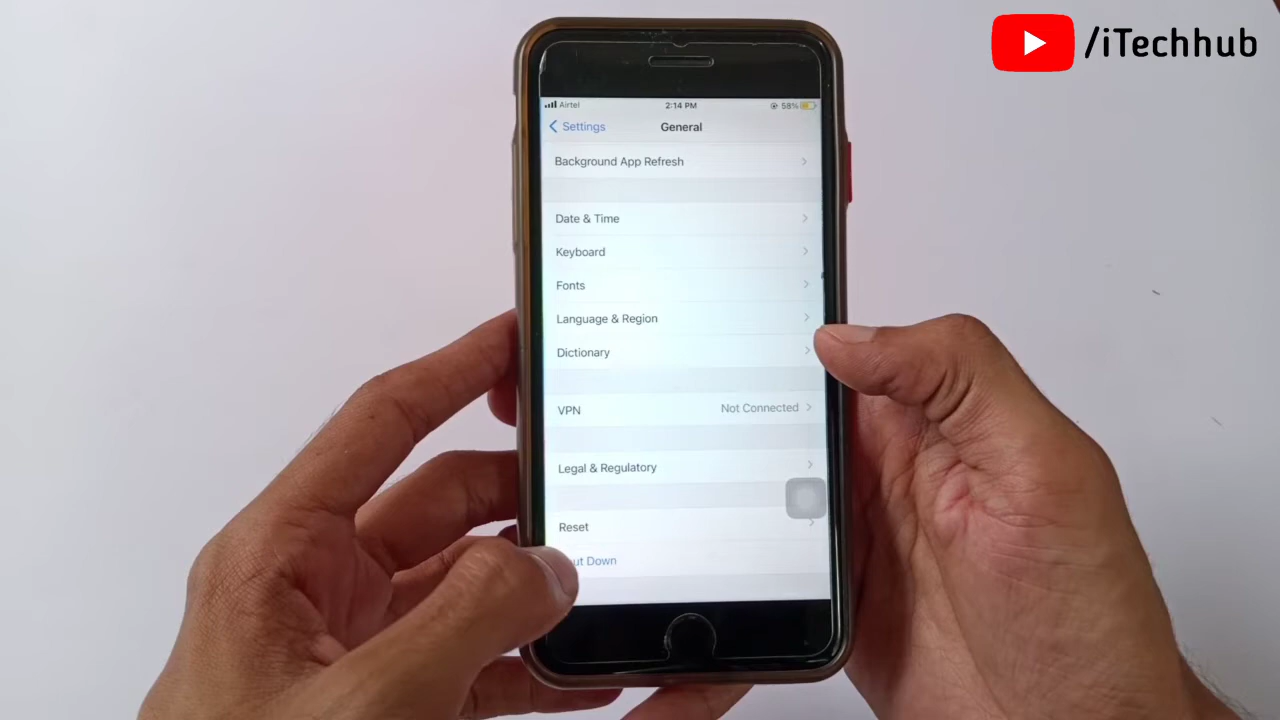 /iTechhub
Airtel 2:14 PM 58%
Settings General
Background App Refresh
Date & Time
Keyboard
Fonts
Language & Region
Dictionary
VPN Not Connected
Legal & Regulatory
Reset
ut Down